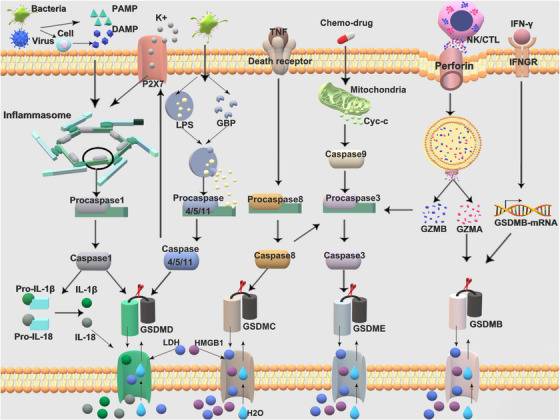 Bacteria
PAMP
Virus
Cell
DAMP
K+
P2X7
TNF
Death receptor
Chemo-drug
NK/CTL
Perforin
IFN-γ
IFNGR
Inflammasome
LPS
GBP
Mitochondria
Cyc-c
Caspase9
Procaspase1
Procaspase
4/5/11
Procaspase8
Procaspase3
GZMB
GZMA
GSDMB-mRNA
Caspase1
Caspase
4/5/11
Caspase8
Caspase3
Pro-IL-1β
IL-1β
Pro-IL-18
IL-18
GSDMD
GSDMC
GSDME
GSDMB
LDH
HMGB1
H2O